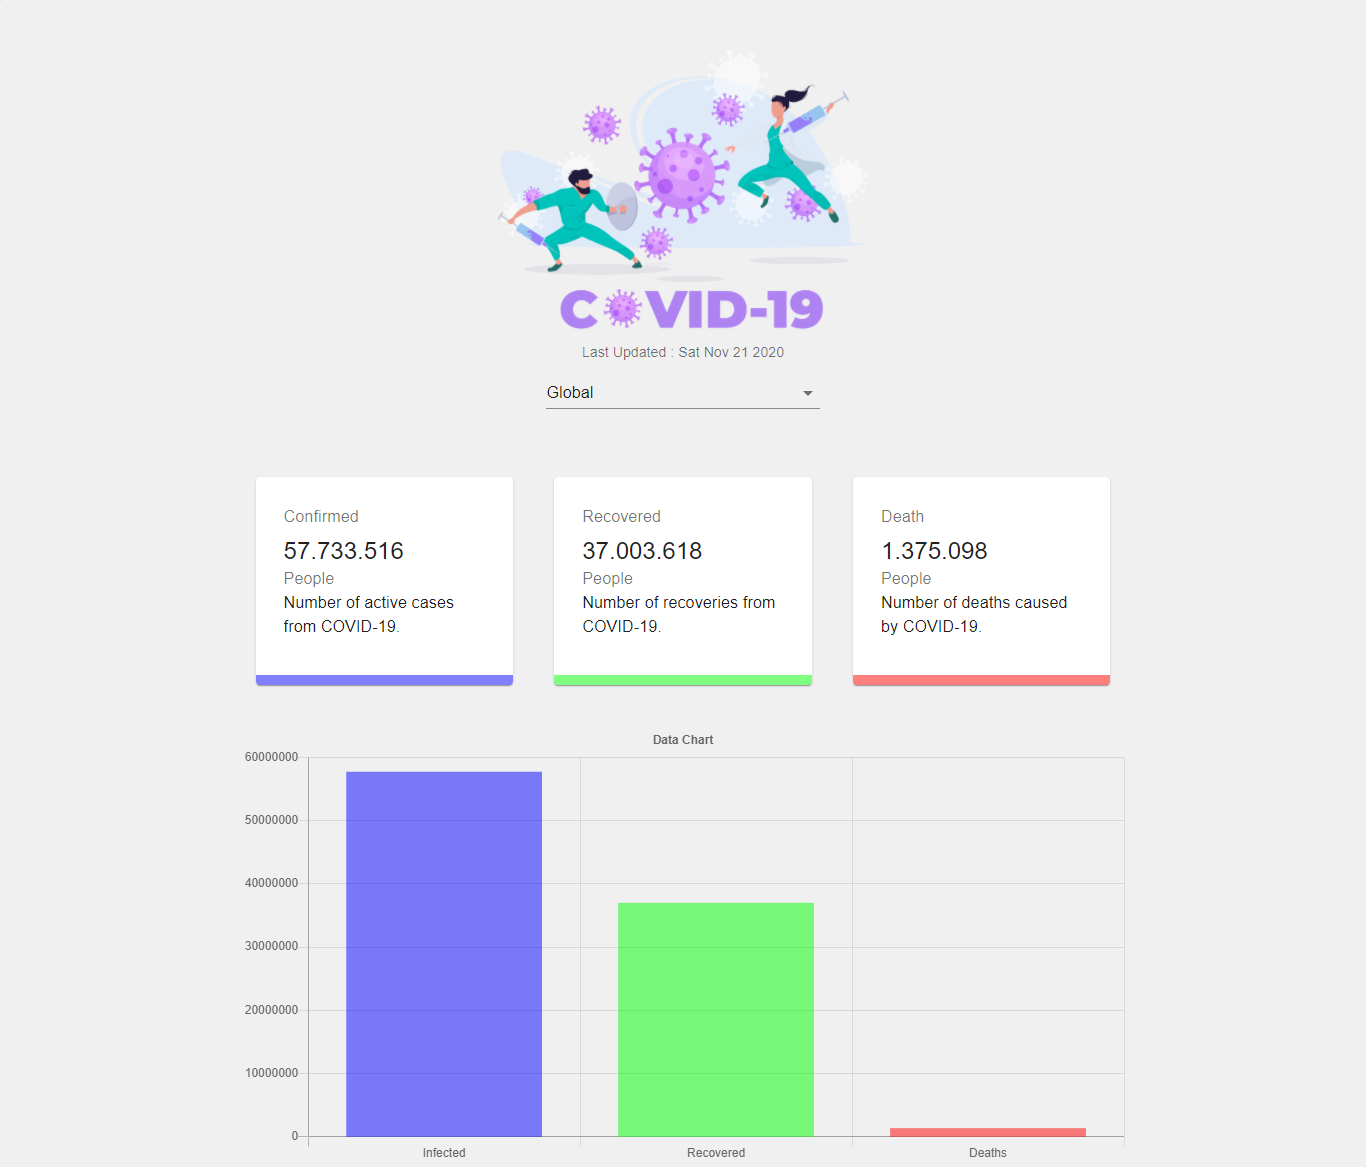 COVID-19
Last Updated : Sat Nov 21 2020
Global
Confirmed
57.733.516
People
Number of active cases
from COVID-19.
Recovered
37.003.618
People
Number of recoveries from
COVID-19.
Death
1.375.098
People
Number of deaths caused
by COVID-19.
Data Chart
60000000
50000000
40000000
30000000
20000000
10000000
0
Infected
Recovered
Deaths